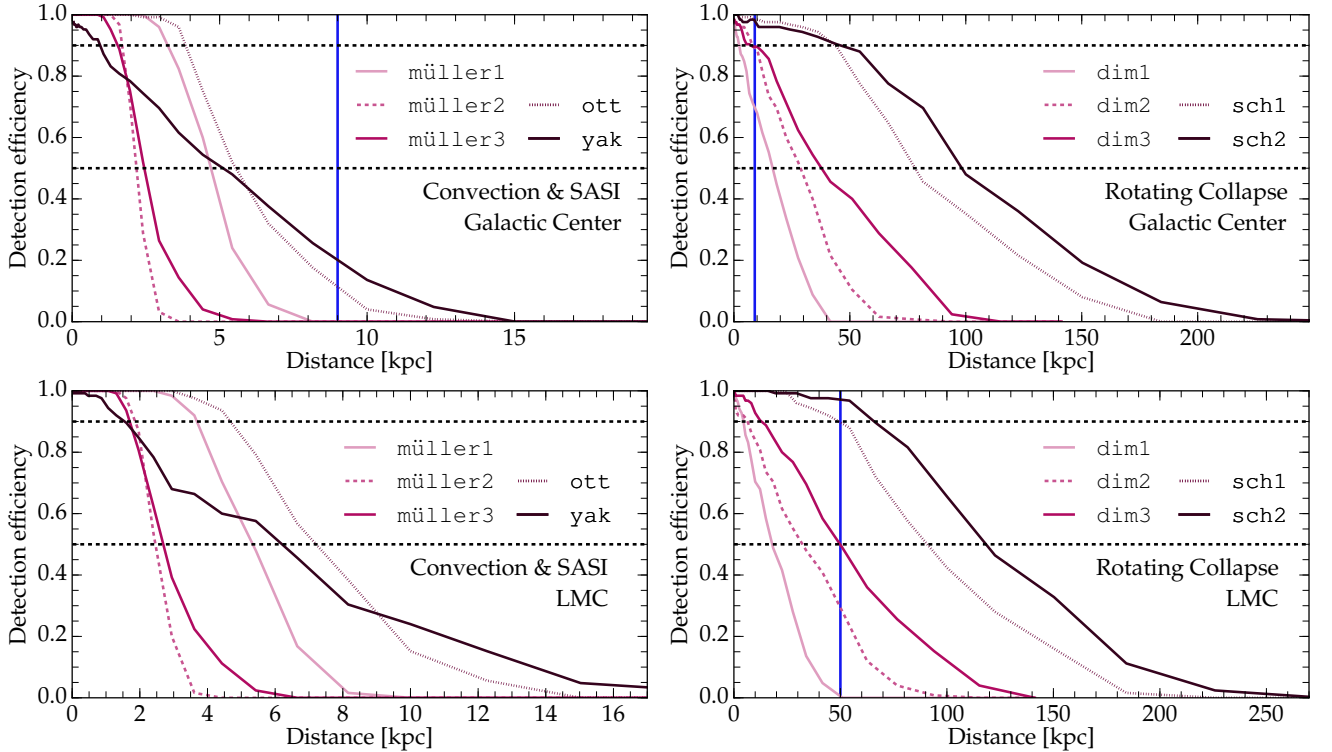 1.0
0.8
0.6
0.4
0.2
0.0
Detection efficiency
müller1
müller2
müller3
ott
yak
Convection & SASI
Galactic Center
0 5 10 15
Distance [kpc]
1.0
0.8
0.6
0.4
0.2
0.0
Detection efficiency
dim1
dim2
dim3
sch1
sch2
Rotating Collapse
Galactic Center
0 50 100 150 200
Distance [kpc]
1.0
0.8
0.6
0.4
0.2
0.0
Detection efficiency
müller1
müller2
müller3
ott
yak
Convection & SASI
LMC
0 2 4 6 8 10 12 14 16
Distance [kpc]
1.0
0.8
0.6
0.4
0.2
0.0
Detection efficiency
dim1
dim2
dim3
sch1
sch2
Rotating Collapse
LMC
0 50 100 150 200 250
Distance [kpc]